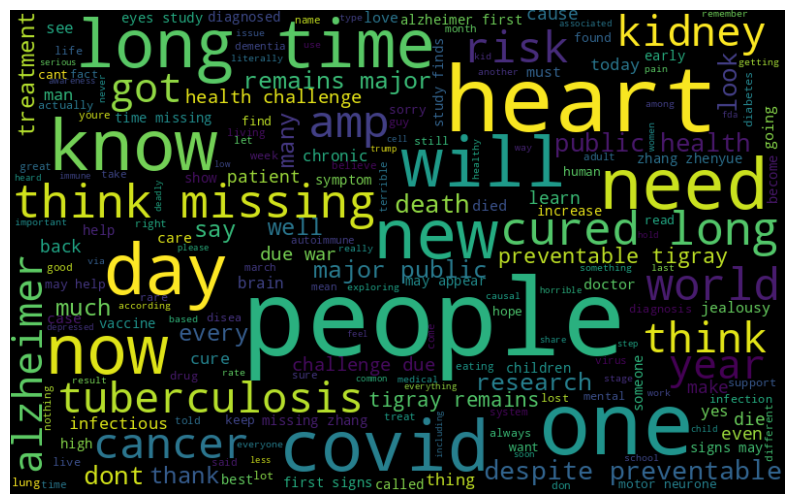 eyes study diagnosed love alzheimer first cause kidney
treatment see name type month found early
long time risk
life issue dementia use associated remember
cant fact serious literally another kid pain getting
man got remains major must today look
actually never awareness health challenge sorry study finds diabetes
youre time missing find many amp guy among fda going
know let living chronic cell still public health zhang zhenyue
great low week trump healthy way adult women become
heard immune take show believe will human need
think missing patient symptom terrible learn
important deadly say well death died increase read hold
right please due war new cured long
back help care autoimmune really preventable tigray
good via day brain major public something last world
may help march may appear doctor
alzheimer according rare mean exploring causal horrible hope diagnosis jealousy
much case people
depressed based disea every feel come share step think
vaccine cure challenge due children virus someone year
now rate eating research stage make
result drug sure common medical everything mental work support
nothing tuberculosis tigray remains lost system yes infection
infectious told keep missing zhang treat including always school child die different
high cancer covid want one even
said everyone less soon signs may
lung time live dont thank best lot first signs called thing don despite preventable motor neurone